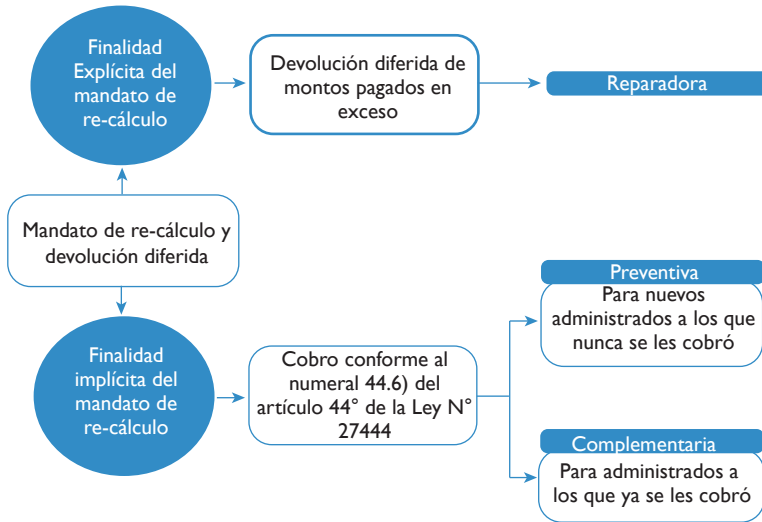 Finalidad
Explícita del
mandato de
re-cálculo
Devolución diferida de
montos pagados en
exceso
Reparadora
Mandato de re-cálculo y
devolución diferida
Finalidad
implícita del
mandato de
re-cálculo
Cobro conforme al
numeral 44.6) del
artículo 44° de la Ley N°
27444
Preventiva
Para nuevos
administrados a los que
nunca se les cobró
Complementaria
Para administrados a
los que ya se les cobró